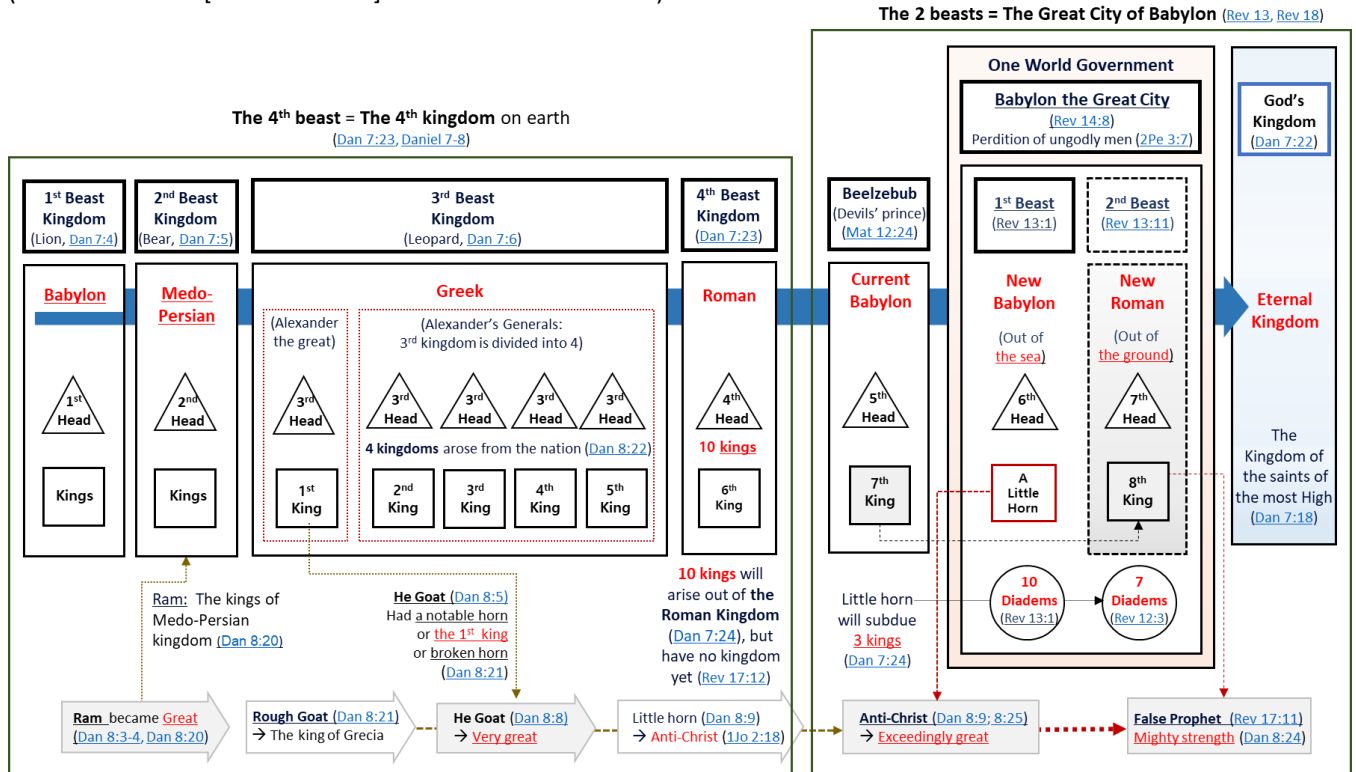 The 2 beasts = The Great City of Babylon (Rev 13, Rev 18)
The 4th beast = The 4th kingdom on earth
(Dan 7:23, Daniel 7-8)
1st Beast
Kingdom
(Lion, Dan 7:4)
2nd Beast
Kingdom
(Bear, Dan 7:5)
3rd Beast
Kingdom
(Leopard, Dan 7:6)
4th Beast
Kingdom
(Dan 7:23)
Babylon
Medo-
Persian
Greek
Roman
(Alexander
the great)
(Alexander's Generals:
3rd kingdom is divided into 4)
1st
Head
2nd
Head
3rd
Head
3rd
Head
3rd
Head
3rd
Head
3rd
Head
4th
Head
4 kingdoms arose from the nation (Dan 8:22)
10 kings
Kings
Kings
1st
King
2nd
King
3rd
King
4th
King
5th
King
6th
King
Ram: The kings of
Medo-Persian
kingdom (Dan 8:20)
He Goat (Dan 8:5)
Had a notable horn
or the 1st king
or broken horn
(Dan 8:21)
10 kings will
arise out of the
Roman Kingdom
(Dan 7:24), but
have no kingdom
yet (Rev 17:12)
One World Government
Babylon the Great City
(Rev 14:8)
Perdition of ungodly men (2Pe 3:7)
God's
Kingdom
(Dan 7:22)
Beelzebub
(Devils' prince)
(Mat 12:24)
1st Beast
(Rev 13:1)
2nd Beast
(Rev 13:11)
Current
Babylon
New
Babylon
New
Roman
Eternal
Kingdom
(Out of
the sea)
(Out of
the ground)
5th
Head
6th
Head
7th
Head
7th
King
A
Little
Horn
8th
King
The
Kingdom of
the saints of
the most High
(Dan 7:18)
Little horn
will subdue
3 kings
(Dan 7:24)
10
Diadems
(Rev 13:1)
7
Diadems
(Rev 12:3)
Ram became Great
(Dan 8:3-4, Dan 8:20)
Rough Goat (Dan 8:21)
→ The king of Grecia
He Goat (Dan 8:8)
→ Very great
Little horn (Dan 8:9)
→ Anti-Christ (1Jo 2:18)
Anti-Christ (Dan 8:9; 8:25)
→ Exceedingly great
False Prophet (Rev 17:11)
Mighty strength (Dan 8:24)